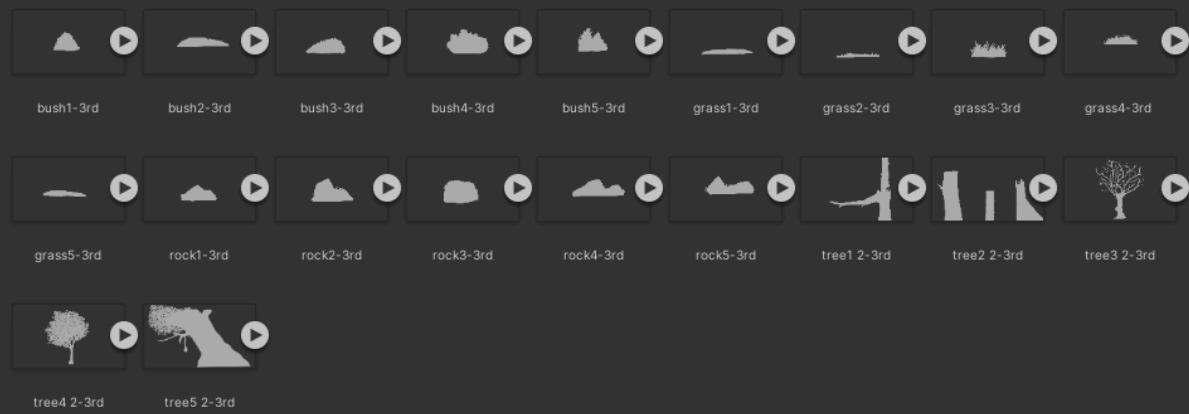 bush1-3rd
bush2-3rd
bush3-3rd
bush4-3rd
bush5-3rd
grass1-3rd
grass2-3rd
grass3-3rd
grass4-3rd
grass5-3rd
rock1-3rd
rock2-3rd
rock3-3rd
rock4-3rd
rock5-3rd
tree1 2-3rd
tree2 2-3rd
tree3 2-3rd
tree4 2-3rd
tree5 2-3rd